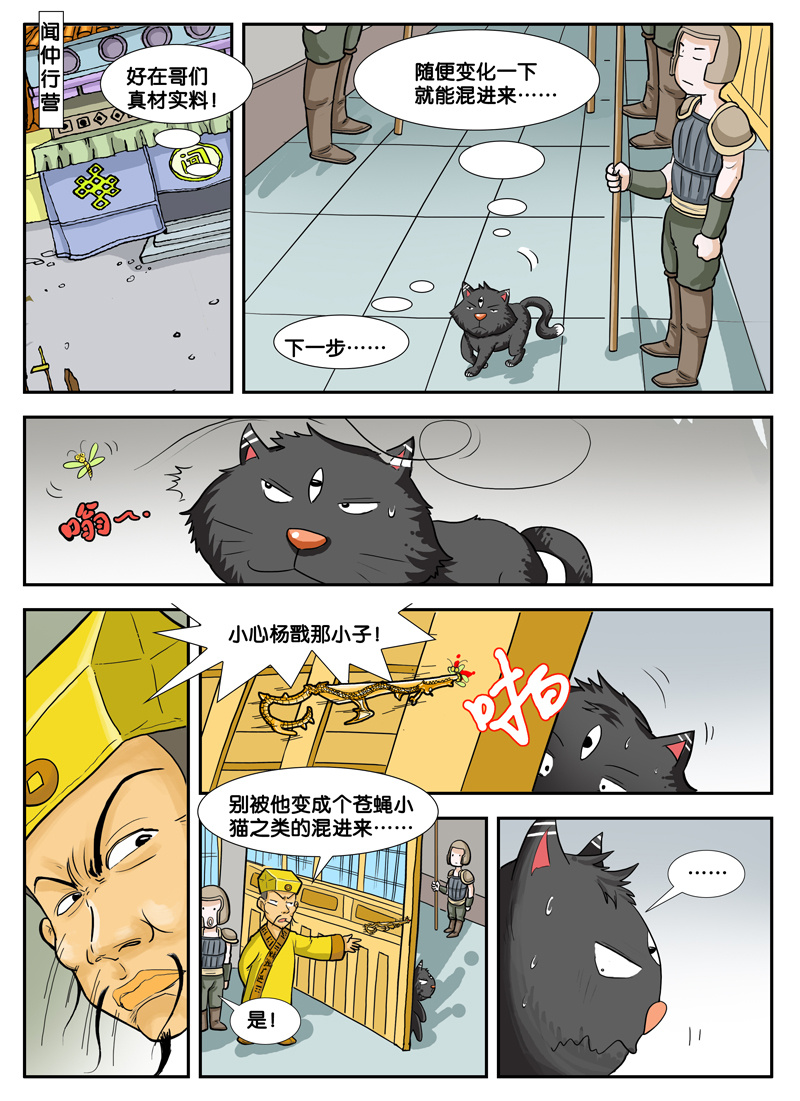 闻仲行营
好在哥们
真材实料！
随便变化一下
就能混进来……
下一步……
嗡~
小心杨戬那小子！
啪
别被他变成个苍蝇小
猫之类的混进来……
是！
……